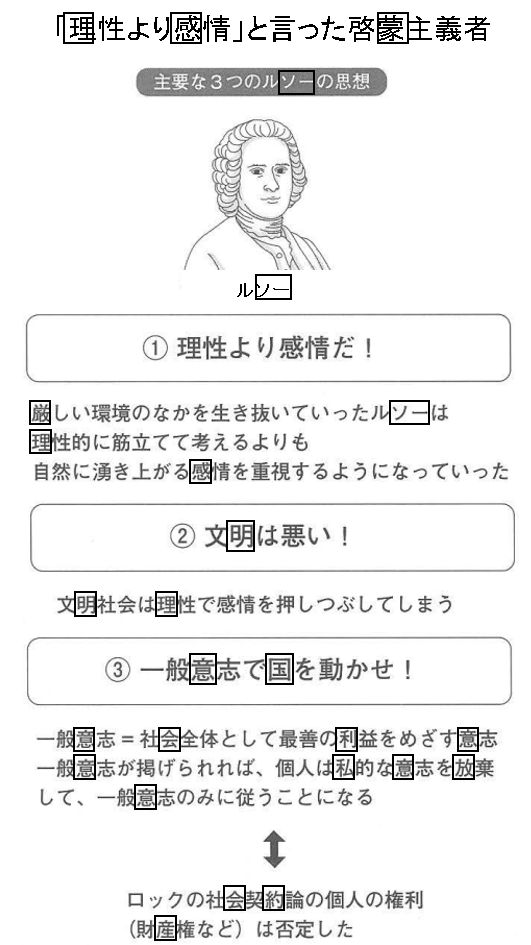 「理性より感情」と言った啓蒙主義者
主要な3つのルソーの思想
ルソー
① 理性より感情だ！
厳しい環境のなかを生き抜いていったルソーは
理性的に筋立てて考えるよりも
自然に湧き上がる感情を重視するようになっていった
② 文明は悪い！
文明社会は理性で感情を押しつぶしてしまう
③ 一般意志で国を動かせ！
一般意志＝社会全体として最善の利益をめざす意志
一般意志が掲げられれば、個人は私的な意志を放棄
して、一般意志のみに従うことになる
ロックの社会契約論の個人の権利
（財産権など）は否定した